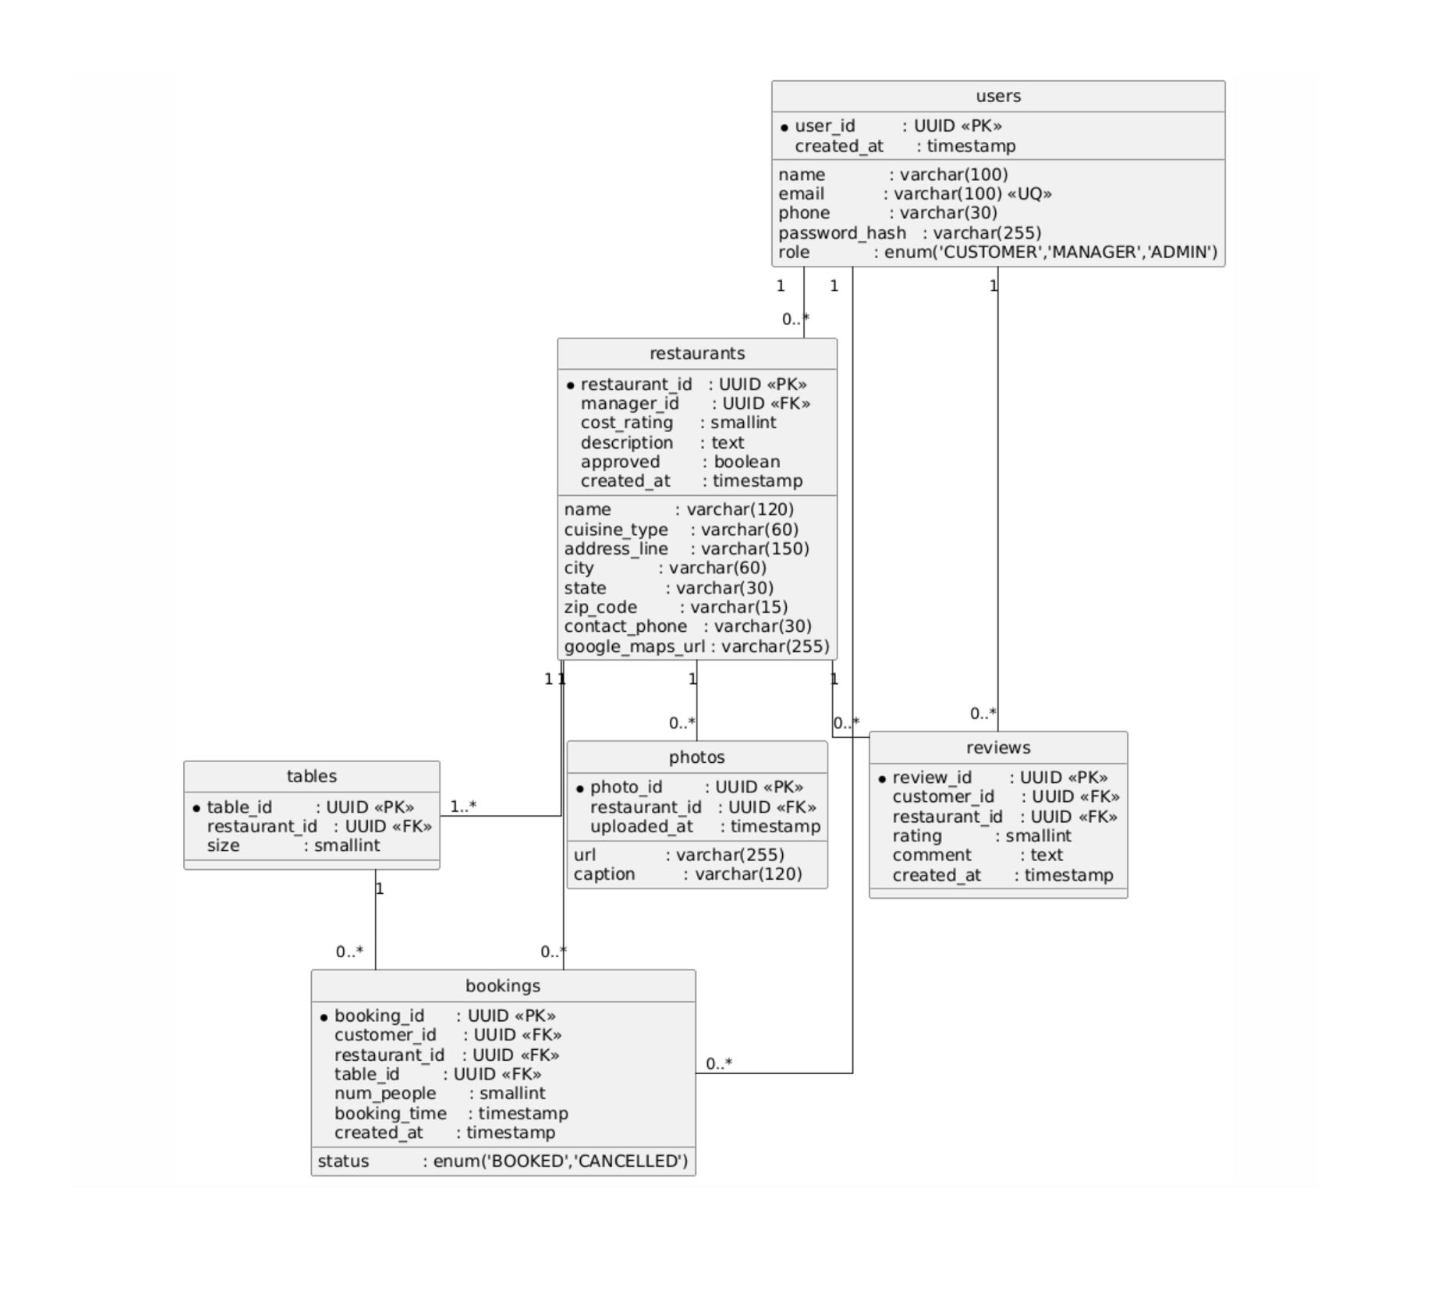 users
user_id : UUID «PK»
created_at : timestamp
name : varchar(100)
email : varchar(100) «UQ»
phone : varchar(30)
password_hash : varchar(255)
role : enum('CUSTOMER','MANAGER','ADMIN')
1
1
1
0..*
restaurants
restaurant_id : UUID «PK»
manager_id : UUID «FK»
cost_rating : smallint
description : text
approved : boolean
created_at : timestamp
name : varchar(120)
cuisine_type : varchar(60)
address_line : varchar(150)
city : varchar(60)
state : varchar(30)
zip_code : varchar(15)
contact_phone : varchar(30)
google_maps_url : varchar(255)
1
1
1
1
0..*
0..*
0..*
tables
table_id : UUID «PK»
restaurant_id : UUID «FK»
size : smallint
1..*
photos
photo_id : UUID «PK»
restaurant_id : UUID «FK»
uploaded_at : timestamp
url : varchar(255)
caption : varchar(120)
reviews
review_id : UUID «PK»
customer_id : UUID «FK»
restaurant_id : UUID «FK»
rating : smallint
comment : text
created_at : timestamp
1
0..*
0..*
bookings
booking_id : UUID «PK»
customer_id : UUID «FK»
restaurant_id : UUID «FK»
table_id : UUID «FK»
num_people : smallint
booking_time : timestamp
created_at : timestamp
status : enum('BOOKED','CANCELLED')
0..*